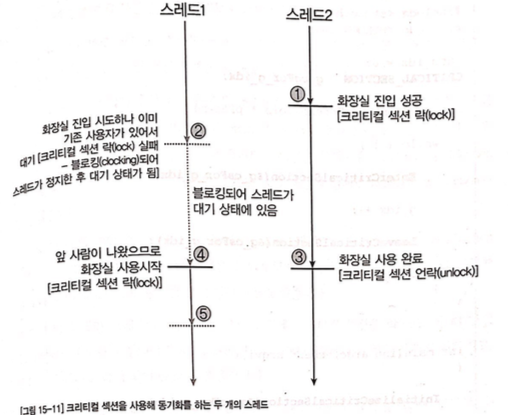 스레드1
스레드2
①
화장실 진입 성공
[크리티컬 섹션 락(lock)]
화장실 진입 시도하나 이미
기존 사용자가 있어서
대기 [크리티컬 섹션 락(lock) 실패
– 블로킹(clocking)되어
스레드가 정지한 후 대기 상태가 됨]
②
블로킹되어 스레드가
대기 상태에 있음
앞 사람이 나왔으므로
화장실 사용시작
[크리티컬 섹션 락(lock)]
④
③
화장실 사용 완료
[크리티컬 섹션 언락(unlock)]
⑤
[그림 15-11] 크리티컬 섹션을 사용해 동기화를 하는 두 개의 스레드